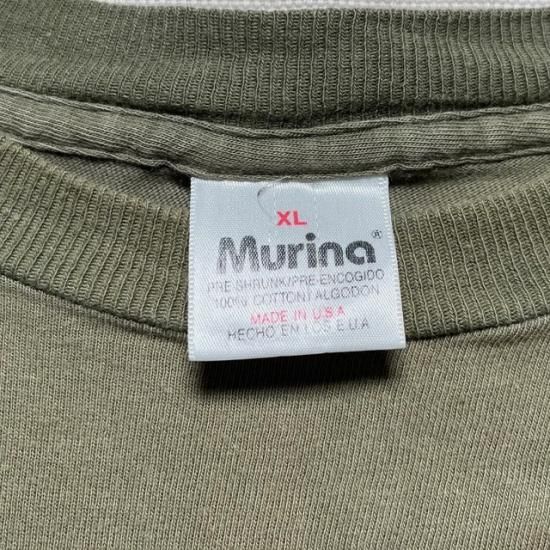 XL
Murina®
PRE SHRUNK/PRE-ENCOGIDO
100% COTTON/ALGODON
MADE IN U.S.A
HECHO EN LOS E.U.A